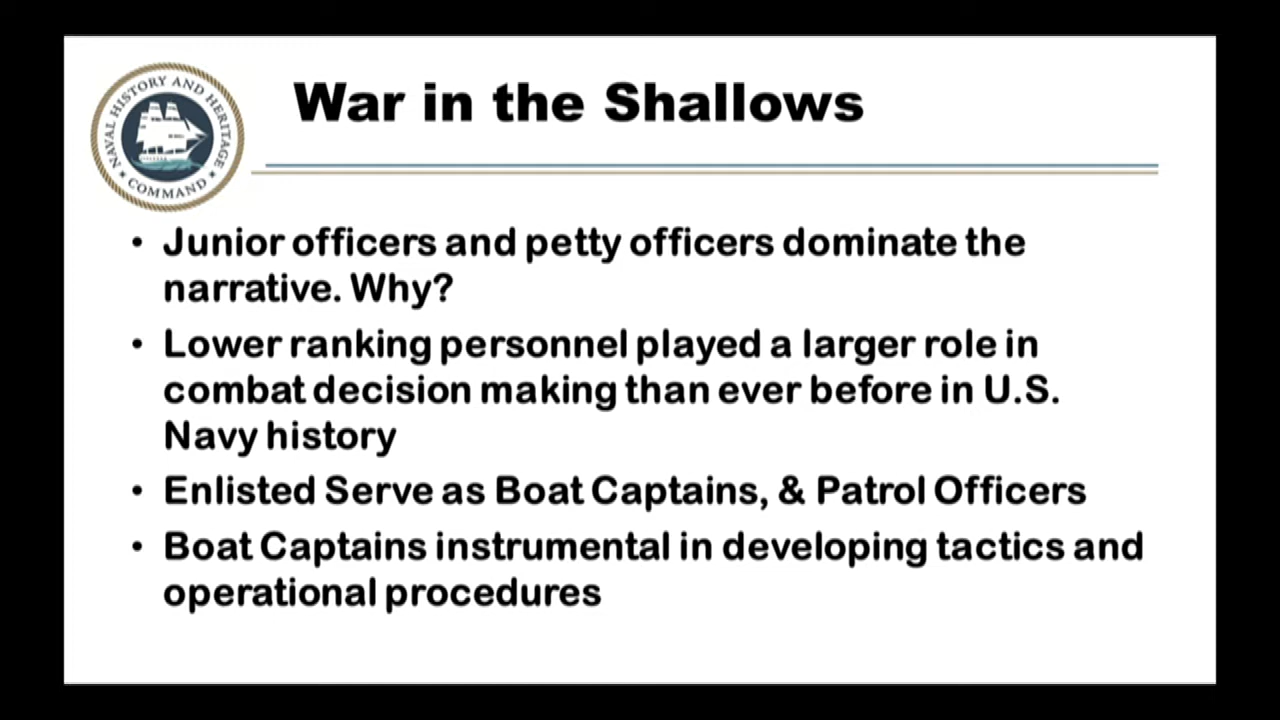 War in the Shallows
NAVAL HISTORY AND HERITAGE
COMMAND
• Junior officers and petty officers dominate the
narrative. Why?
• Lower ranking personnel played a larger role in
combat decision making than ever before in U.S.
Navy history
• Enlisted Serve as Boat Captains, & Patrol Officers
• Boat Captains instrumental in developing tactics and
operational procedures